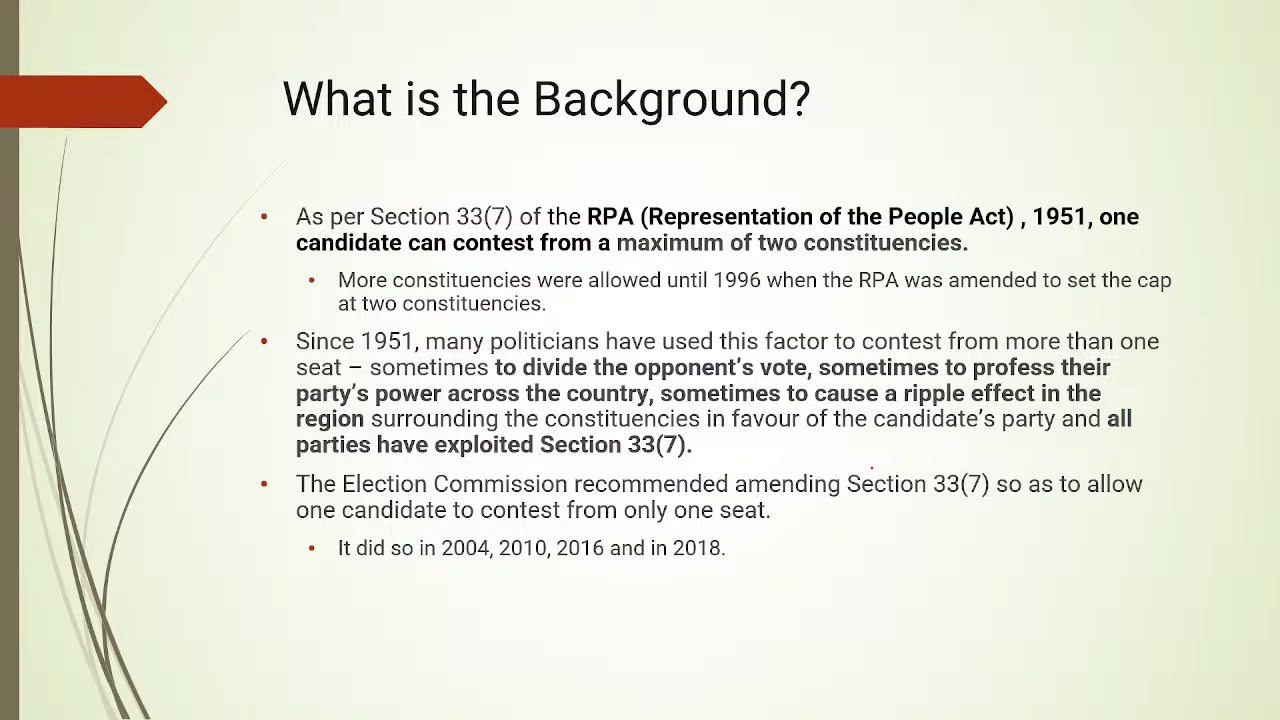 What is the Background?
• As per Section 33(7) of the RPA (Representation of the People Act) , 1951, one
candidate can contest from a maximum of two constituencies.
• More constituencies were allowed until 1996 when the RPA was amended to set the cap
at two constituencies.
• Since 1951, many politicians have used this factor to contest from more than one
seat – sometimes to divide the opponent’s vote, sometimes to profess their
party’s power across the country, sometimes to cause a ripple effect in the
region surrounding the constituencies in favour of the candidate’s party and all
parties have exploited Section 33(7).
• The Election Commission recommended amending Section 33(7) so as to allow
one candidate to contest from only one seat.
• It did so in 2004, 2010, 2016 and in 2018.